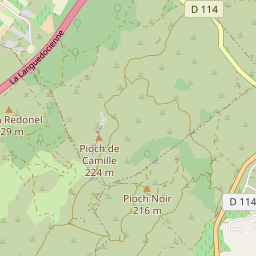 D 114
La Languedocienne
Redonel
29 m
Pioch de
Camille
224 m
Pioch Noir
216 m
D 114